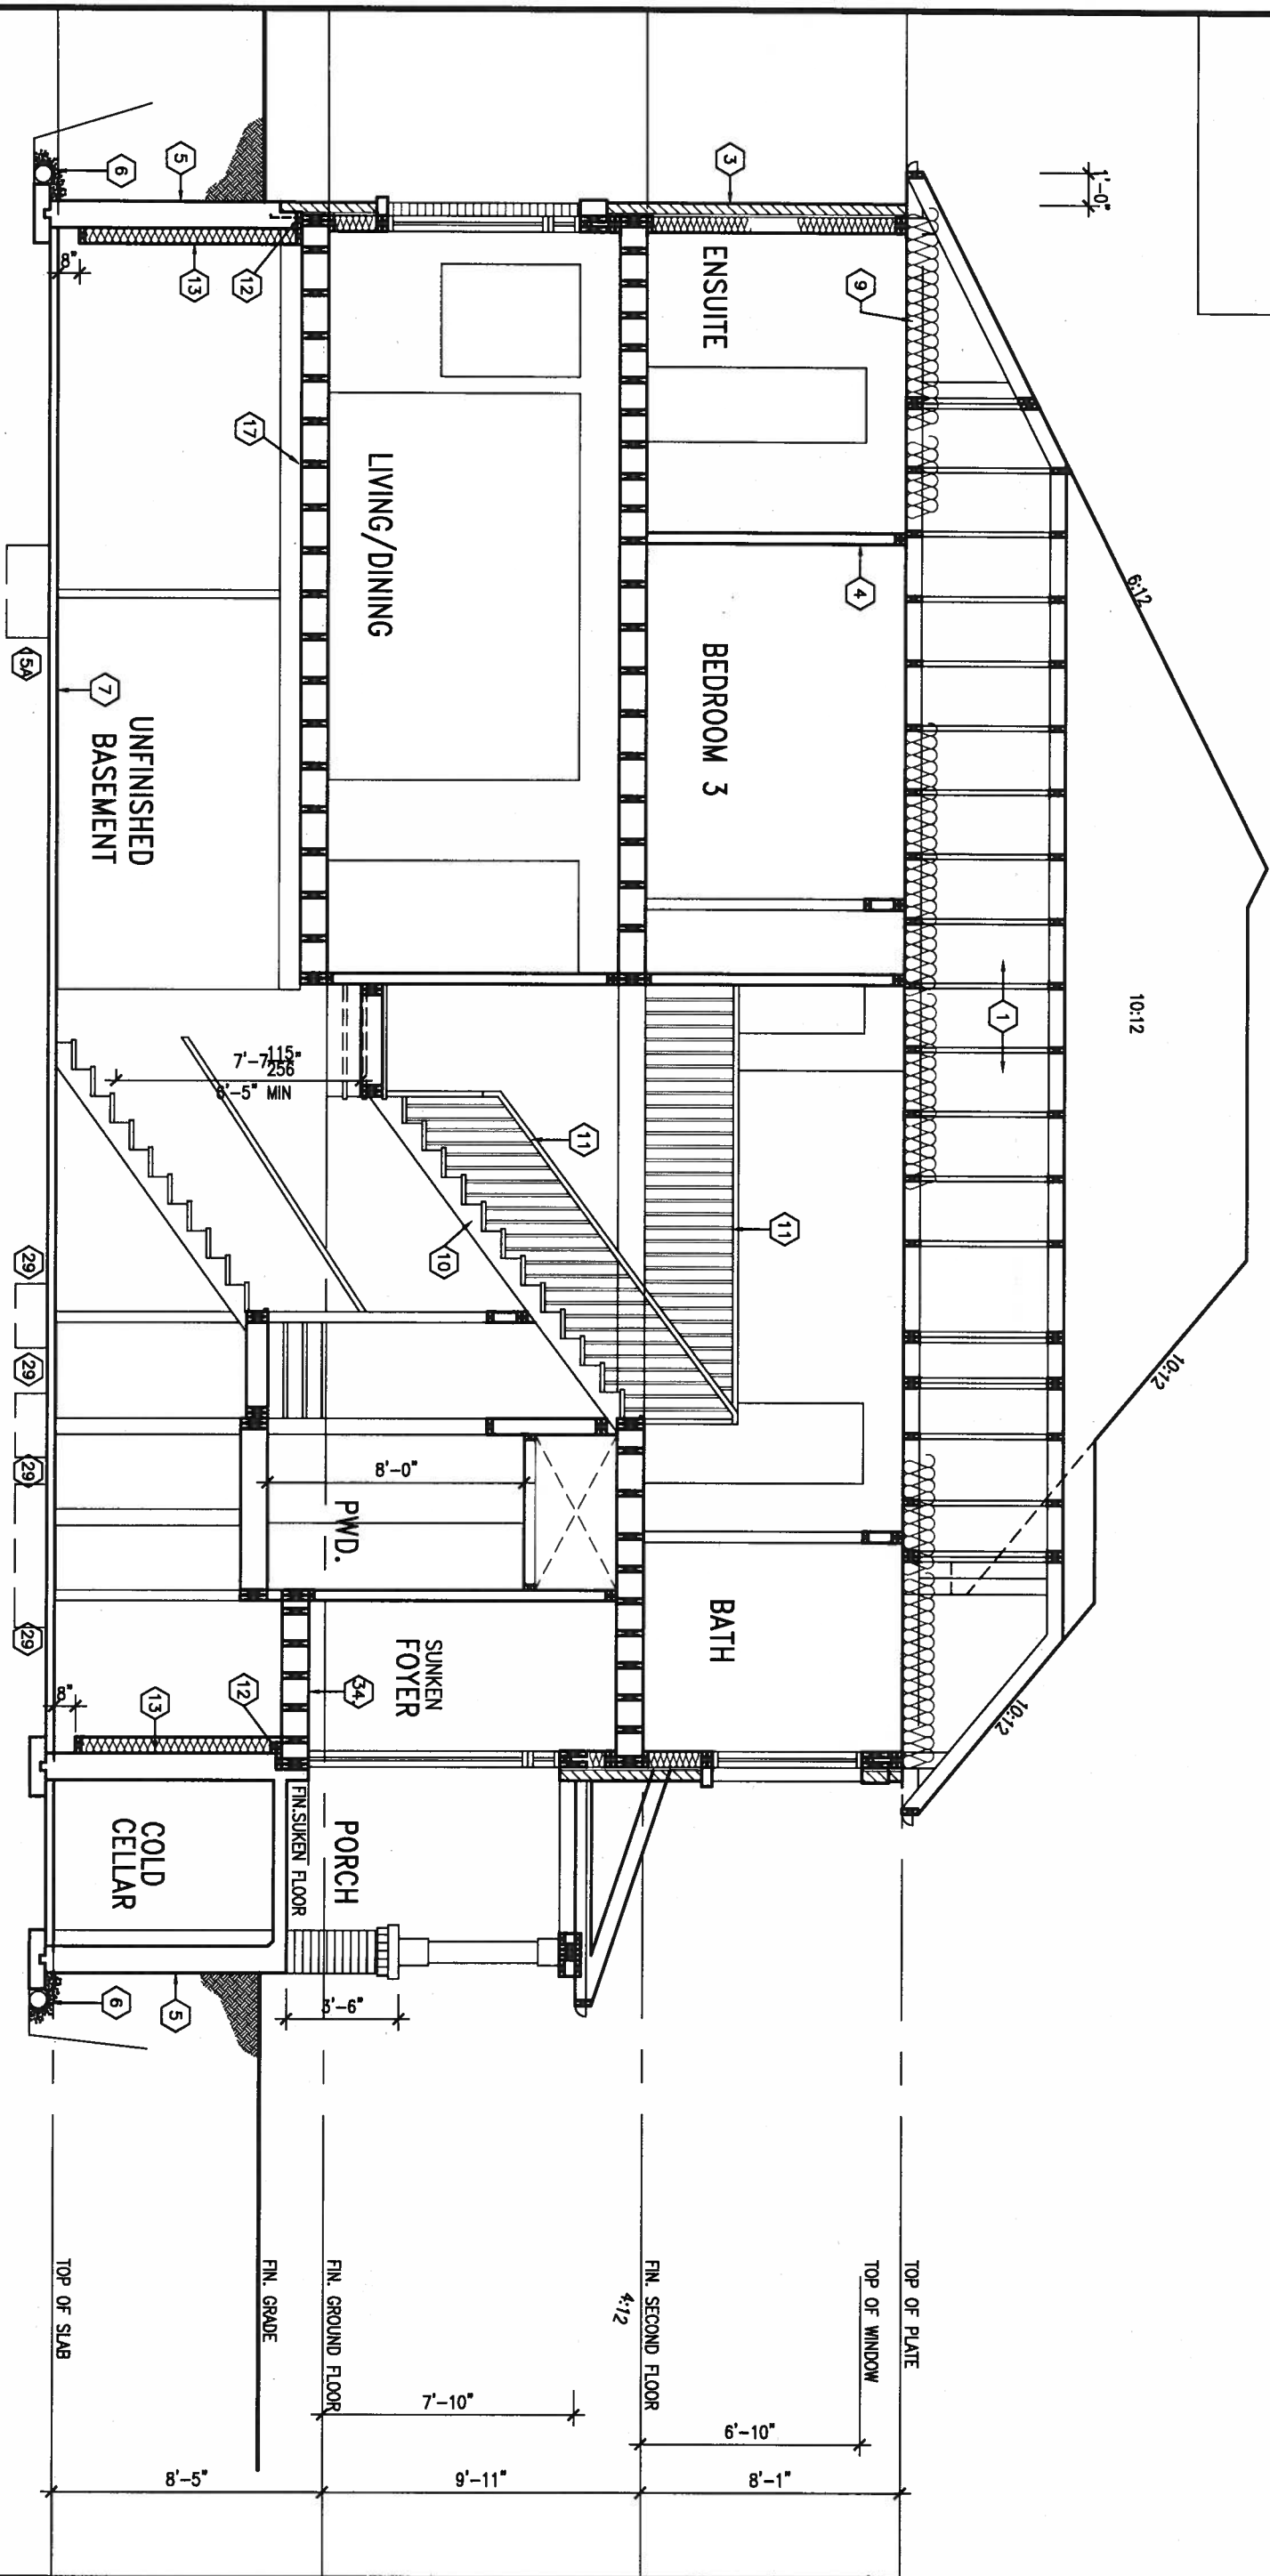 1'-0"
6:12
10:12
10:12
10:12
1
9
3
ENSUITE
4
BEDROOM 3
11
BATH
TOP OF PLATE
TOP OF WINDOW
6'-10"
8'-1"
FIN. SECOND FLOOR
4:12
LIVING/DINING
11
10
8'-0"
PWD.
SUNKEN
FOYER
34
PORCH
FIN.SUKEN FLOOR
3'-6"
7'-10"
9'-11"
FIN. GROUND FLOOR
FIN. GRADE
5
6
12
13
8"
17
7'-7 115/256"
6'-5" MIN
UNFINISHED
BASEMENT
7
15A
29
29
29
29
8"
13
12
COLD
CELLAR
5
6
8'-5"
TOP OF SLAB